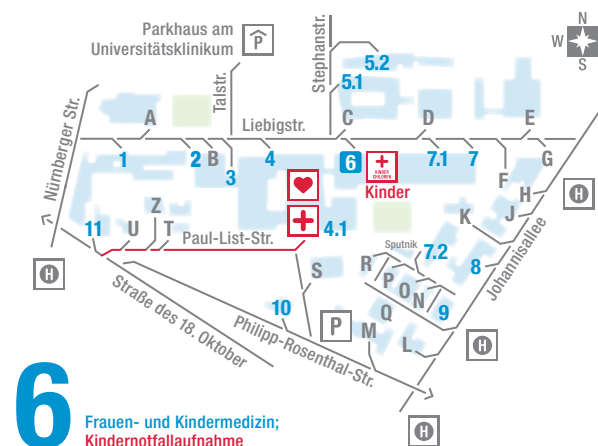 Parkhaus am
Universitätsklinikum
P
Stephanstr.
5.2
5.1
N
W
S
Nürnberger Str.
A
Talstr.
Liebigstr.
C
D
E
1
2
B
3
4
6
KINDER
CHILDREN
Kinder
7.1
7
F
G
H
J
K
H
11
U
Z
T
Paul-List-Str.
4.1
Sputnik
7.2
8
Johannisallee
H
S
R
P
O
N
9
Q
10
P
M
L
H
Straße des 18. Oktober
Philipp-Rosenthal-Str.
H
6
Frauen- und Kindermedizin;
Kindernotfallaufnahme